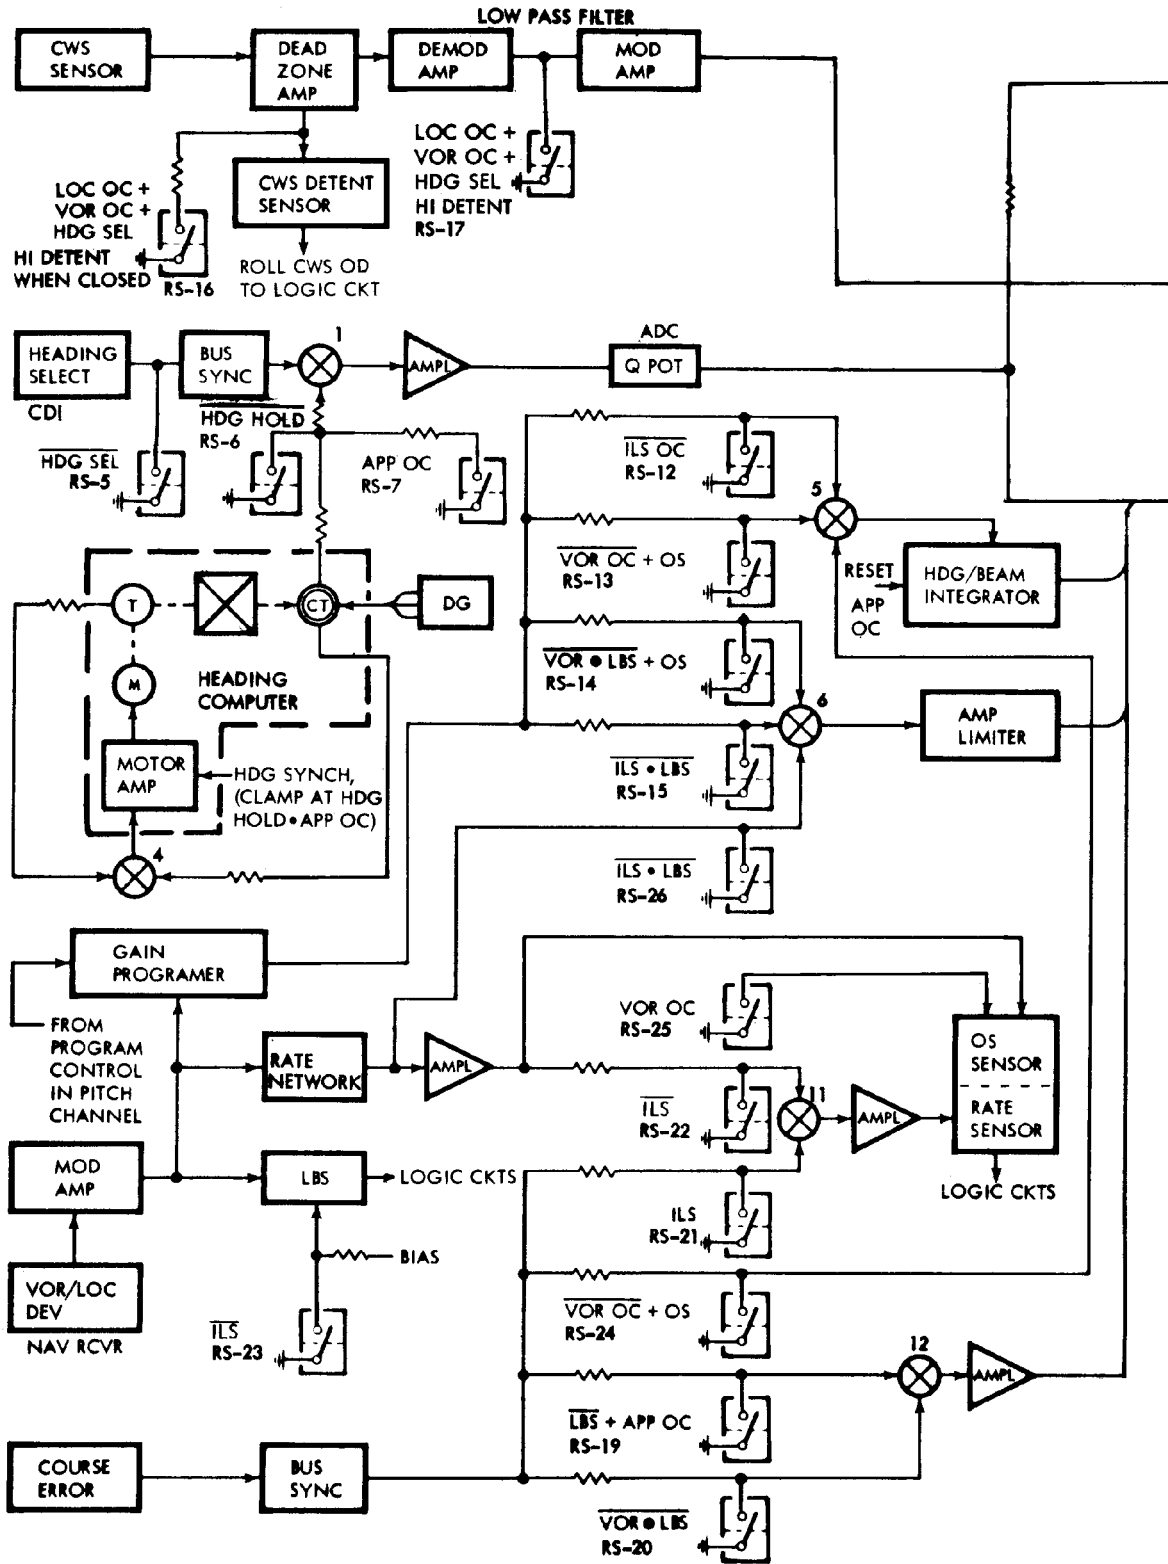 LOW PASS FILTER
CWS
SENSOR
DEAD
ZONE
AMP
DEMOD
AMP
MOD
AMP
LOC OC +
VOR OC +
HDG SEL
HI DETENT
RS-17
CWS DETENT
SENSOR
LOC OC +
VOR OC +
HDG SEL
HI DETENT
WHEN CLOSED
RS-16
ROLL CWS OD
TO LOGIC CKT
HEADING
SELECT
CDI
BUS
SYNC
1
AMPL
ADC
Q POT
HDG HOLD
RS-6
HDG SEL
RS-5
APP OC
RS-7
ILS OC
RS-12
5
VOR OC + OS
RS-13
RESET
APP
OC
HDG/BEAM
INTEGRATOR
T
CT
DG
M
HEADING
COMPUTER
VOR • LBS + OS
RS-14
6
AMP
LIMITER
MOTOR
AMP
HDG SYNCH,
(CLAMP AT HDG
HOLD • APP OC)
4
ILS • LBS
RS-15
ILS • LBS
RS-26
GAIN
PROGRAMER
FROM
PROGRAM
CONTROL
IN PITCH
CHANNEL
RATE
NETWORK
AMPL
VOR OC
RS-25
OS
SENSOR
RATE
SENSOR
ILS
RS-22
11
AMPL
LOGIC CKTS
MOD
AMP
LBS
LOGIC CKTS
ILS
RS-21
BIAS
VOR/LOC
DEV
NAV RCVR
ILS
RS-23
VOR OC + OS
RS-24
12
AMPL
LBS + APP OC
RS-19
COURSE
ERROR
BUS
SYNC
VOR • LBS
RS-20